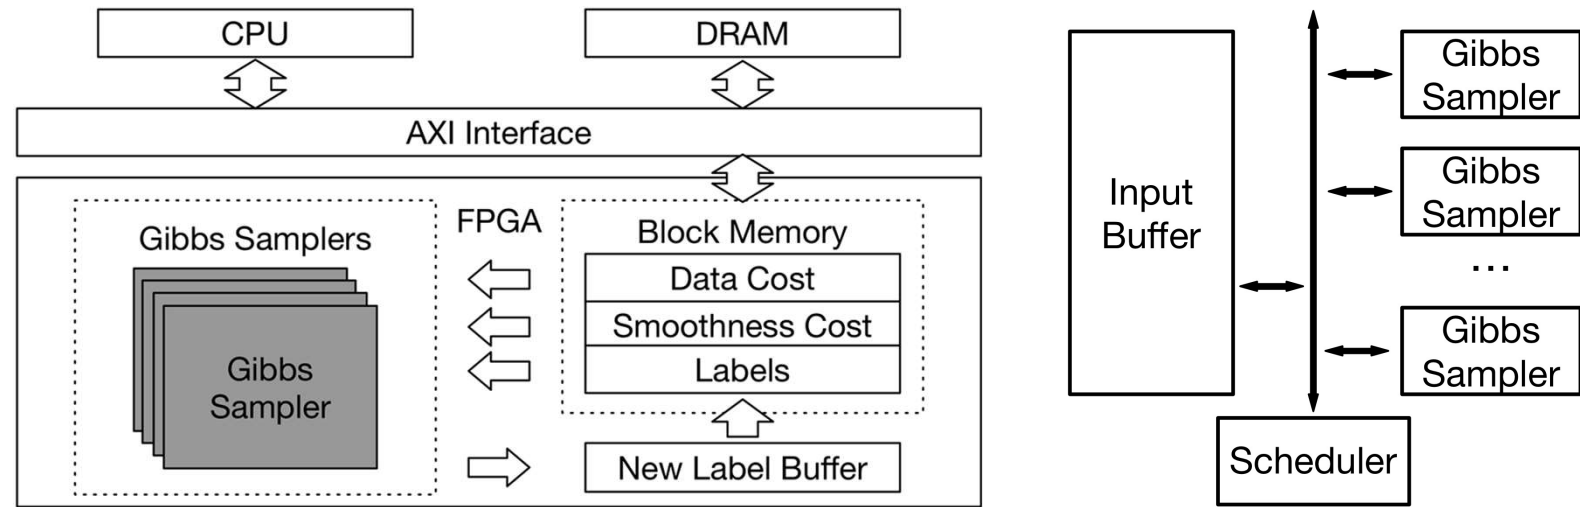 CPU
DRAM
AXI Interface
FPGA
Gibbs Samplers
Gibbs
Sampler
Block Memory
Data Cost
Smoothness Cost
Labels
New Label Buffer
Input
Buffer
Gibbs
Sampler
Gibbs
Sampler
...
Gibbs
Sampler
Scheduler